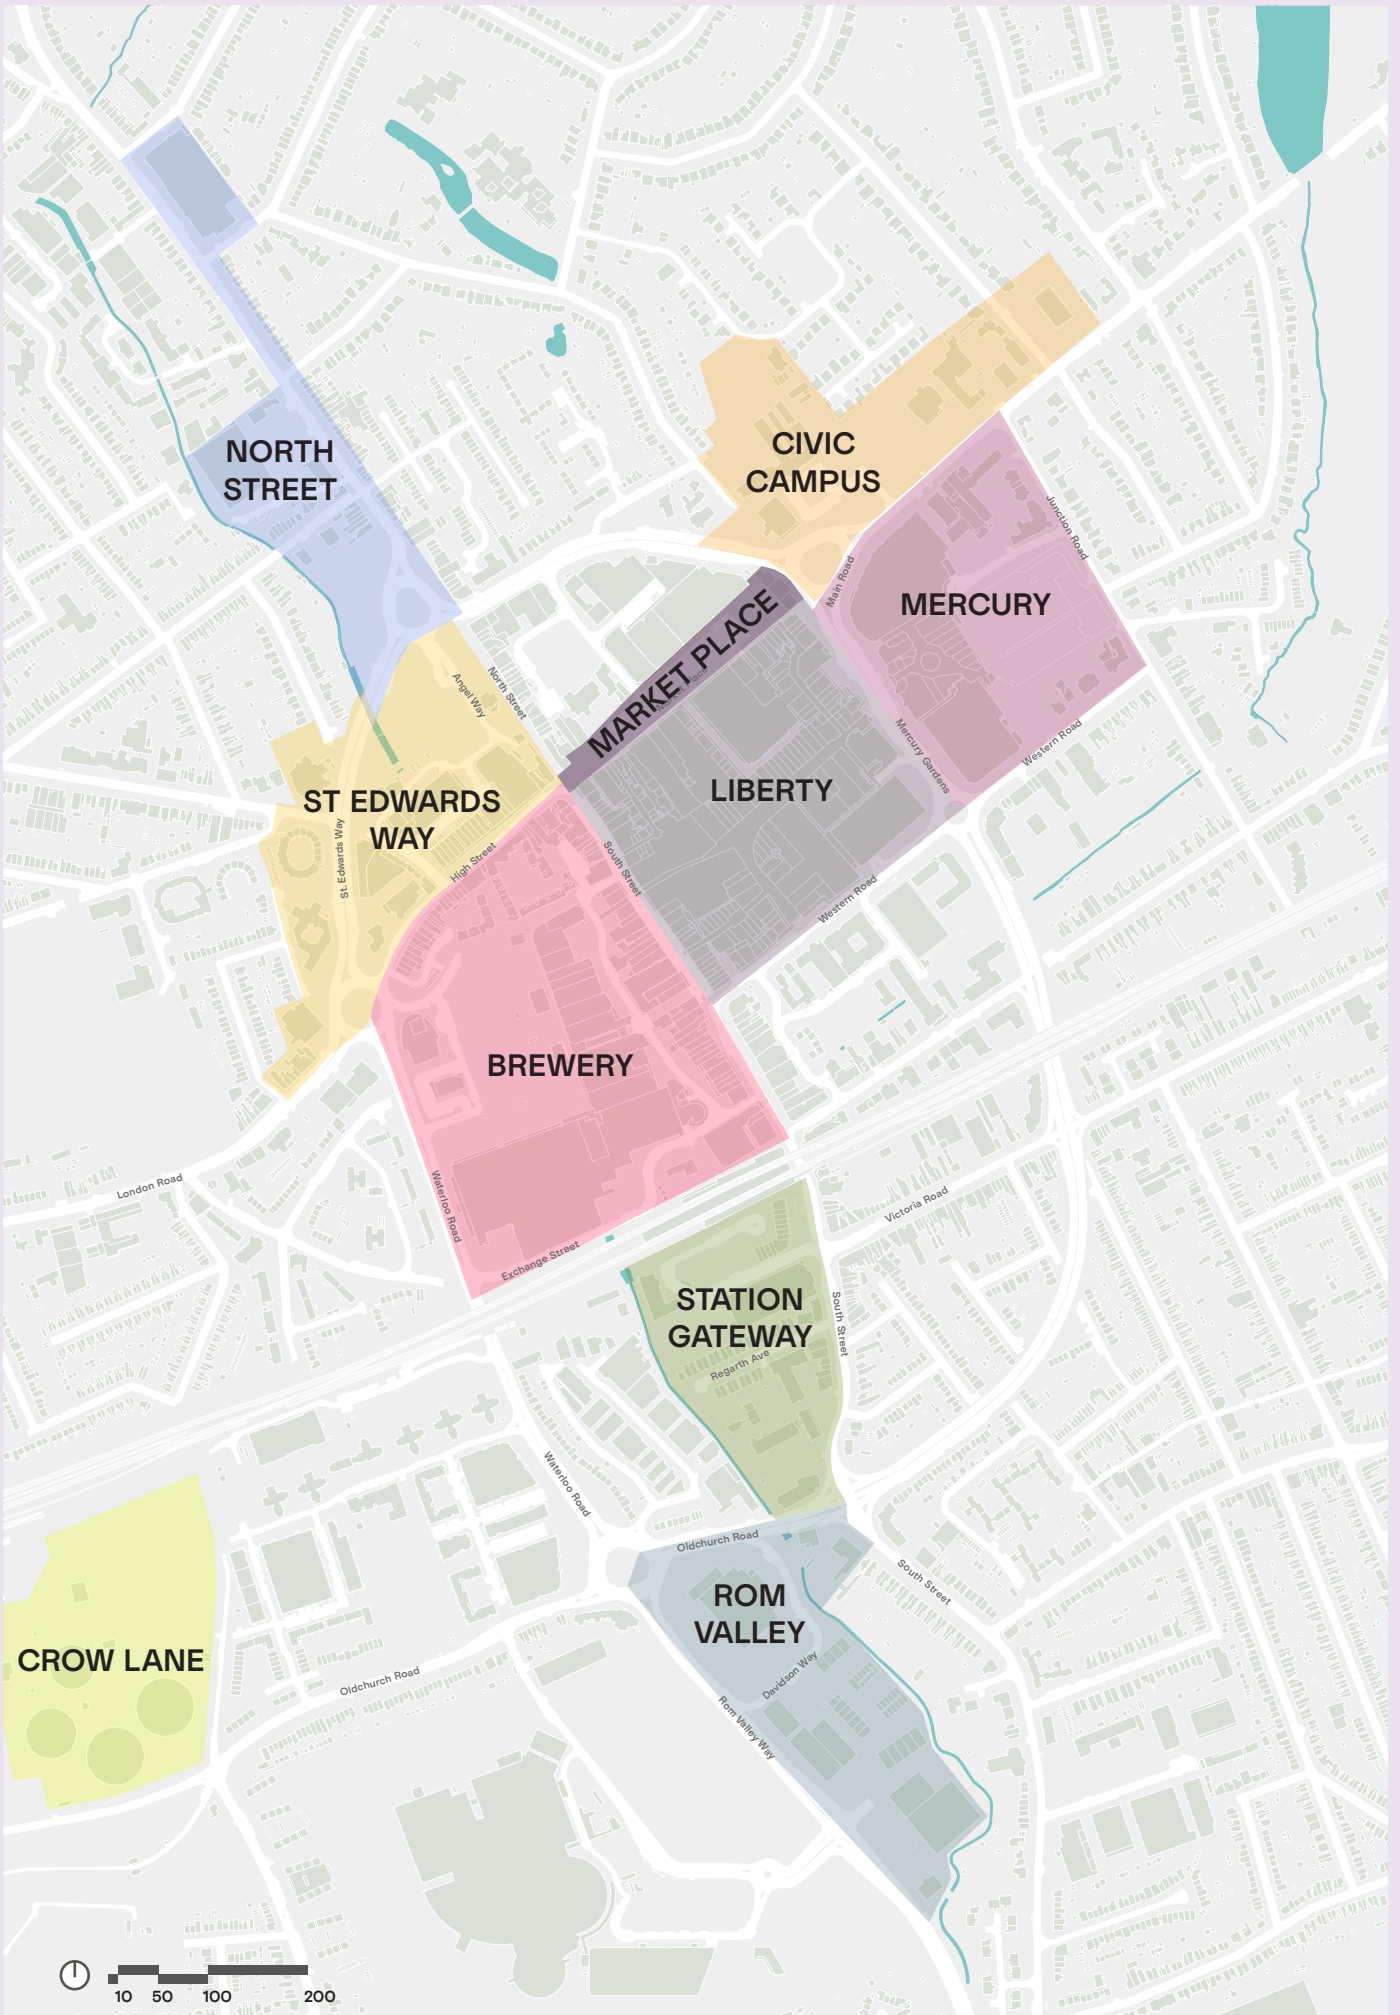 NORTH
STREET
CIVIC
CAMPUS
Junction Road
Main Road
MERCURY
MARKET PLACE
Angel Way
North Street
Mercury Gardens
Western Road
LIBERTY
ST EDWARDS
WAY
St. Edwards Way
High Street
South Street
Western Road
BREWERY
London Road
Waterloo Road
Victoria Road
Exchange Street
STATION
GATEWAY
South Street
Regarth Ave
Waterloo Road
Oldchurch Road
South Street
ROM
VALLEY
CROW LANE
Oldchurch Road
Davidson Way
Rom Valley Way
10 50 100 200